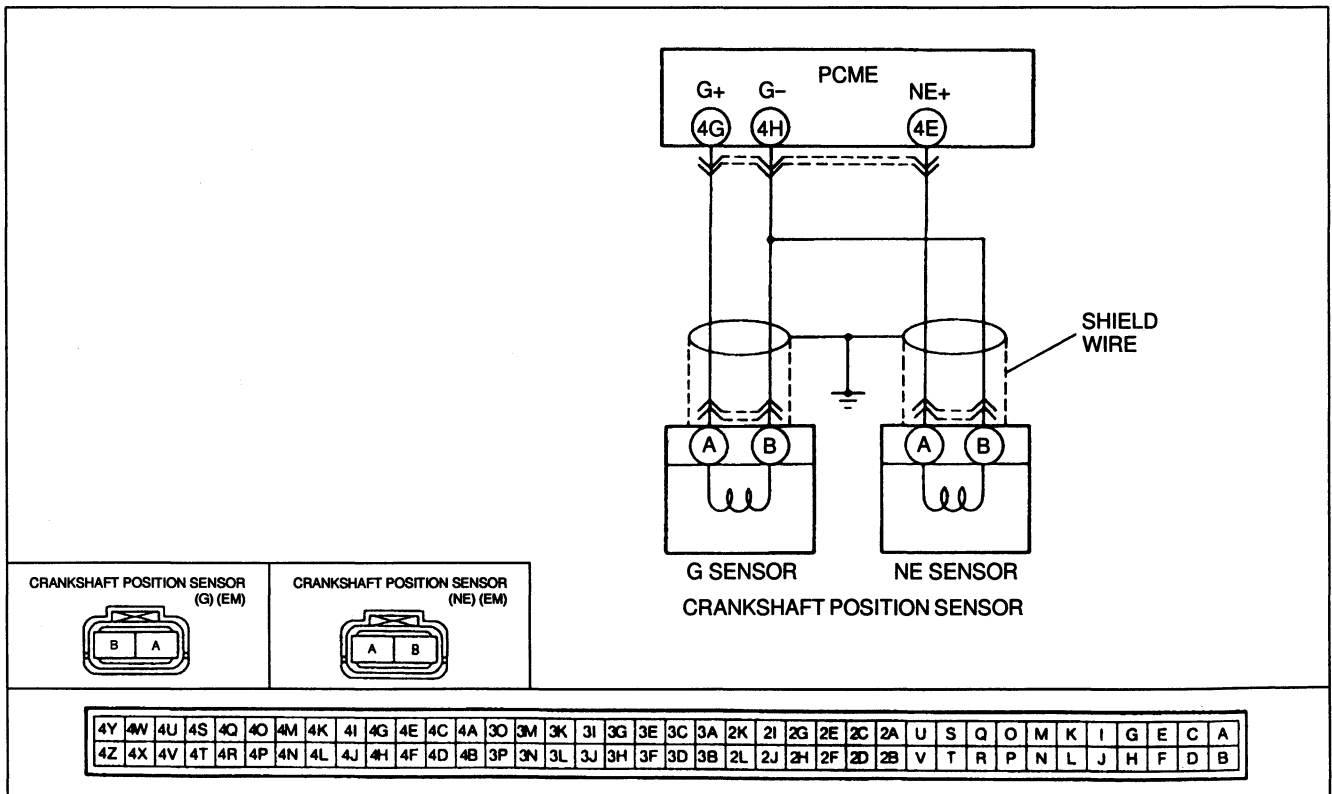 PCME
G+ G− NE+
4G 4H 4E
SHIELD
WIRE
A B A B
G SENSOR NE SENSOR
CRANKSHAFT POSITION SENSOR
CRANKSHAFT POSITION SENSOR
(G) (EM)
B A
CRANKSHAFT POSITION SENSOR
(NE) (EM)
A B
4Y 4W 4U 4S 4Q 4O 4M 4K 4I 4G 4E 4C 4A 3O 3M 3K 3I 3G 3E 3C 3A 2K 2I 2G 2E 2C 2A U S Q O M K I G E C A
4Z 4X 4V 4T 4R 4P 4N 4L 4J 4H 4F 4D 4B 3P 3N 3L 3J 3H 3F 3D 3B 2L 2J 2H 2F 2D 2B V T R P N L J H F D B